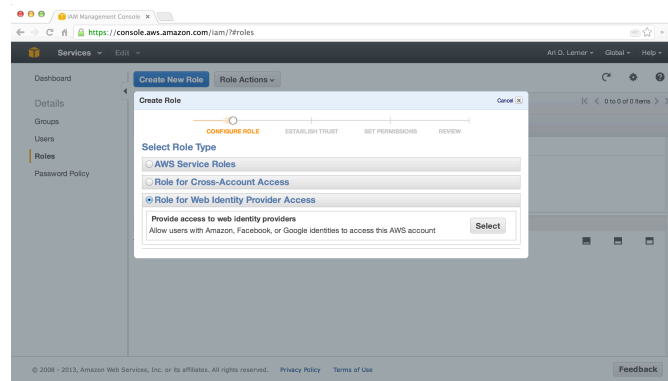 IAM Management Console
https://console.aws.amazon.com/iam/?#roles
Services Edit Ari D. Lerner Global Help
Dashboard
Details
Groups
Users
Roles
Password Policy
Create New Role Role Actions
0 to 0 of 0 Items
Create Role Cancel
CONFIGURE ROLE ESTABLISH TRUST SET PERMISSIONS REVIEW
Select Role Type
AWS Service Roles
Role for Cross-Account Access
Role for Web Identity Provider Access
Provide access to web identity providers
Allow users with Amazon, Facebook, or Google identities to access this AWS account
Select
© 2008 - 2013, Amazon Web Services, Inc. or its affiliates. All rights reserved. Privacy Policy Terms of Use Feedback